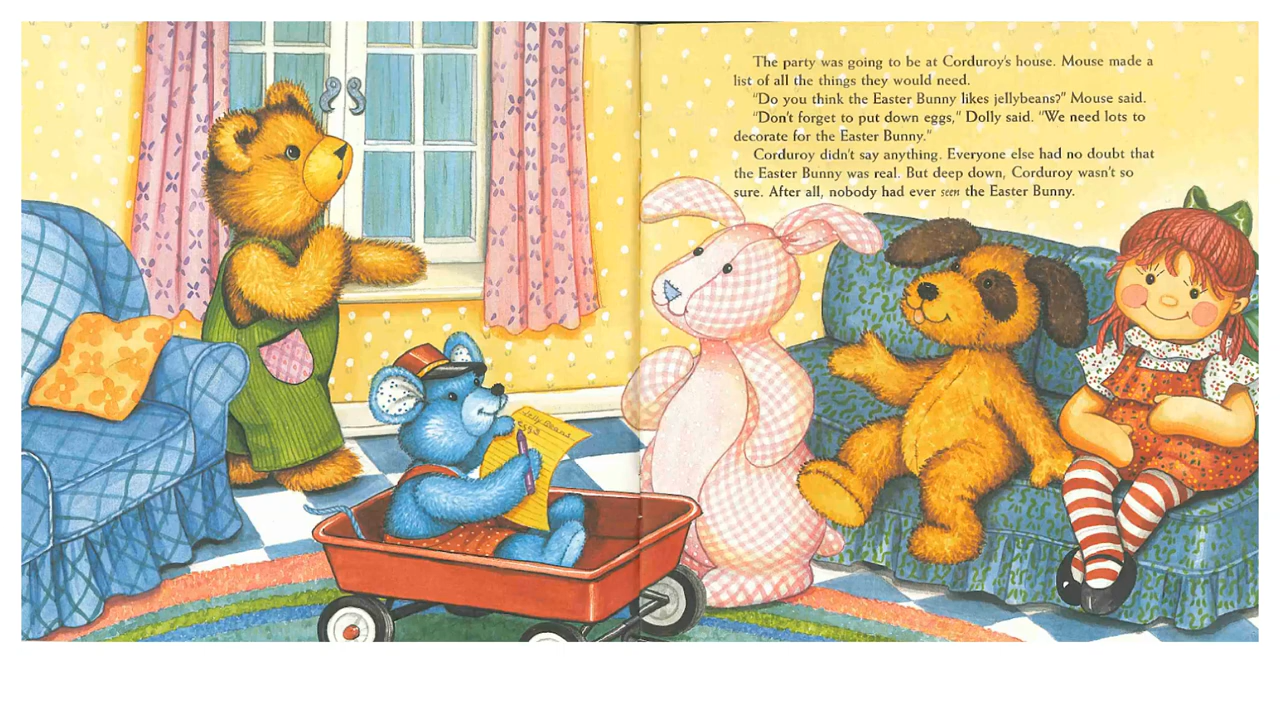 The party was going to be at Corduroy's house. Mouse made a
list of all the things they would need.
"Do you think the Easter Bunny likes jellybeans?" Mouse said.
"Don't forget to put down eggs," Dolly said. "We need lots to
decorate for the Easter Bunny."
Corduroy didn't say anything. Everyone else had no doubt that
the Easter Bunny was real. But deep down, Corduroy wasn't so
sure. After all, nobody had ever seen the Easter Bunny.
Jelly Beans
eggs